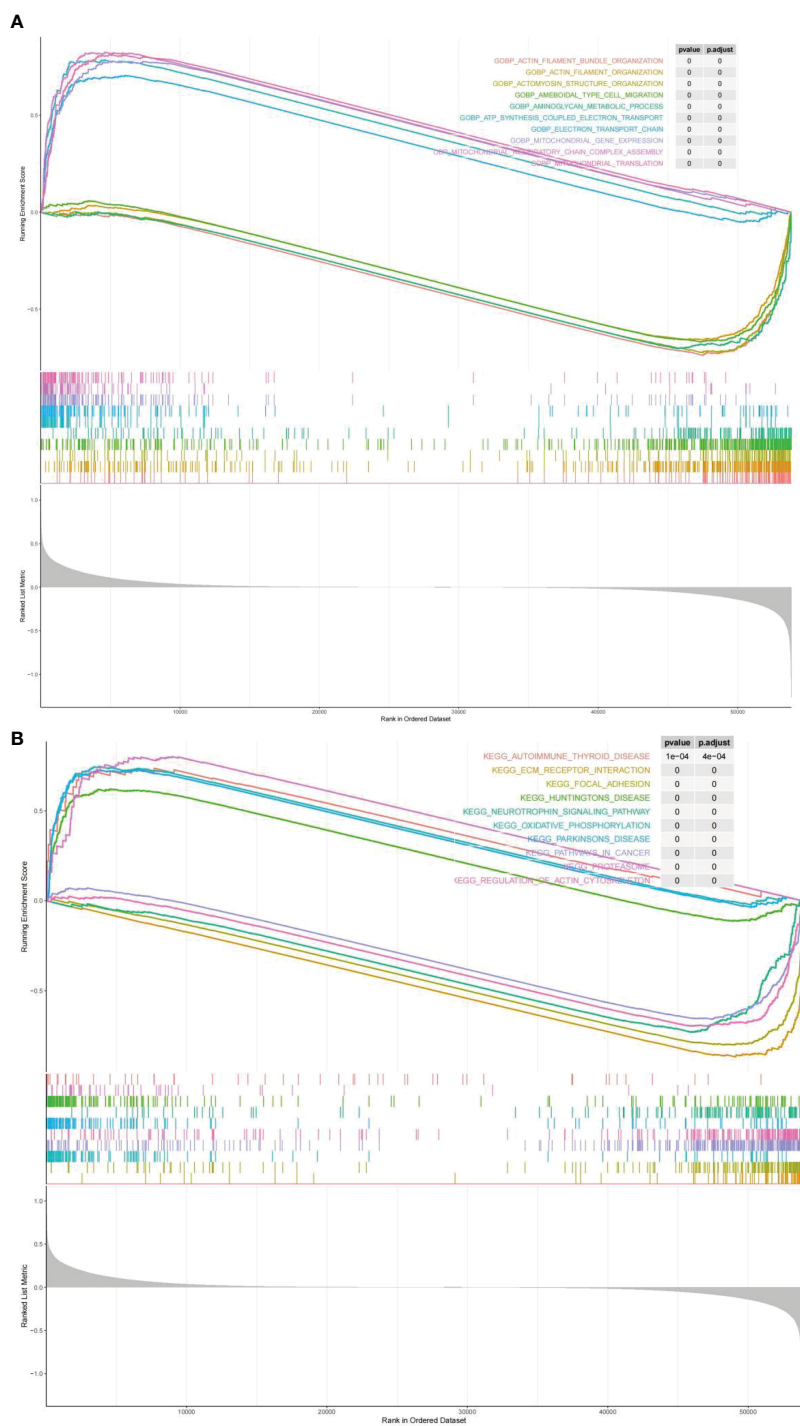 A
pvalue p.adjust
GOBP_ACTIN_FILAMENT_BUNDLE_ORGANIZATION 0 0
GOBP_ACTIN_FILAMENT_ORGANIZATION 0 0
GOBP_ACTOMYOSIN_STRUCTURE_ORGANIZATION 0 0
GOBP_AMEBOIDAL_TYPE_CELL_MIGRATION 0 0
GOBP_AMINOGLYCAN_METABOLIC_PROCESS 0 0
GOBP_ATP_SYNTHESIS_COUPLED_ELECTRON_TRANSPORT 0 0
GOBP_ELECTRON_TRANSPORT_CHAIN 0 0
GOBP_MITOCHONDRIAL_GENE_EXPRESSION 0 0
OBP_MITOCHONDRIAL_RESPIRATORY_CHAIN_COMPLEX_ASSEMBLY 0 0
GOBP_MITOCHONDRIAL_TRANSLATION 0 0
Running Enrichment Score
0.5
0.0
−0.5
Ranked List Metric
1.0
0.5
0.0
−0.5
−1.0
10000 20000 30000 40000 50000
Rank in Ordered Dataset
B
pvalue p.adjust
KEGG_AUTOIMMUNE_THYROID_DISEASE 1e−04 4e−04
KEGG_ECM_RECEPTOR_INTERACTION 0 0
KEGG_FOCAL_ADHESION 0 0
KEGG_HUNTINGTONS_DISEASE 0 0
KEGG_NEUROTROPHIN_SIGNALING_PATHWAY 0 0
KEGG_OXIDATIVE_PHOSPHORYLATION 0 0
KEGG_PARKINSONS_DISEASE 0 0
KEGG_PATHWAYS_IN_CANCER 0 0
KEGG_PROTEASOME 0 0
KEGG_REGULATION_OF_ACTIN_CYTOSKELETON 0 0
Running Enrichment Score
0.5
0.0
−0.5
Ranked List Metric
1.0
0.5
0.0
−0.5
−1.0
10000 20000 30000 40000 50000
Rank in Ordered Dataset